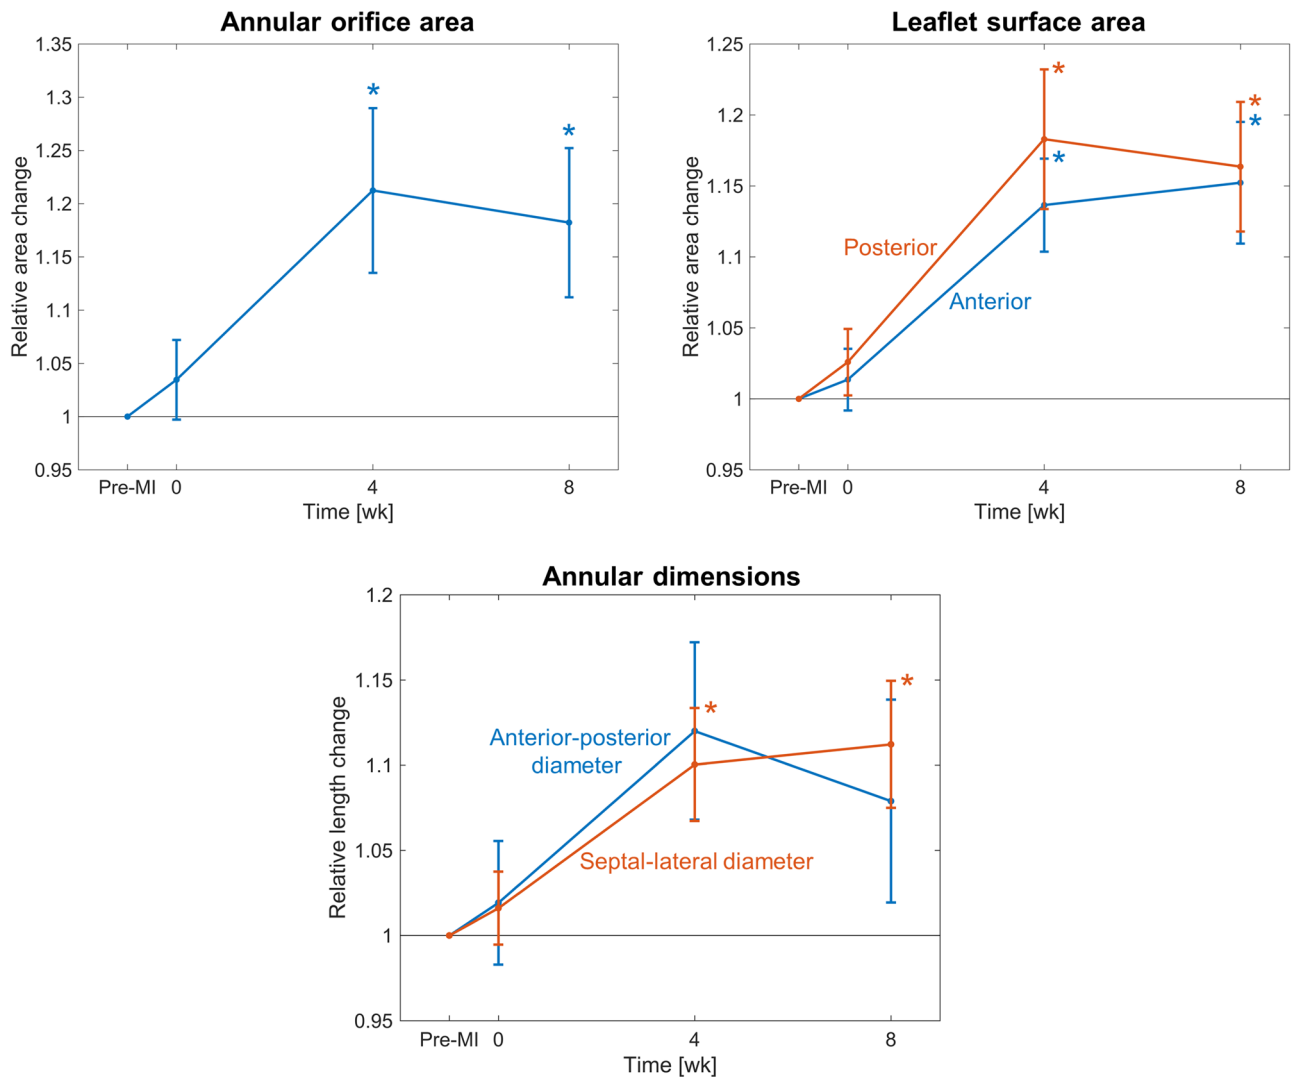 Annular orifice area
1.35
1.3
1.25
1.2
1.15
1.1
1.05
1
0.95
Relative area change
*
*
Pre-MI 0 4 8
Time [wk]
Leaflet surface area
1.25
1.2
1.15
1.1
1.05
1
0.95
Relative area change
*
*
*
*
Posterior
Anterior
Pre-MI 0 4 8
Time [wk]
Annular dimensions
1.2
1.15
1.1
1.05
1
0.95
Relative length change
*
*
Anterior-posterior
diameter
Septal-lateral diameter
Pre-MI 0 4 8
Time [wk]